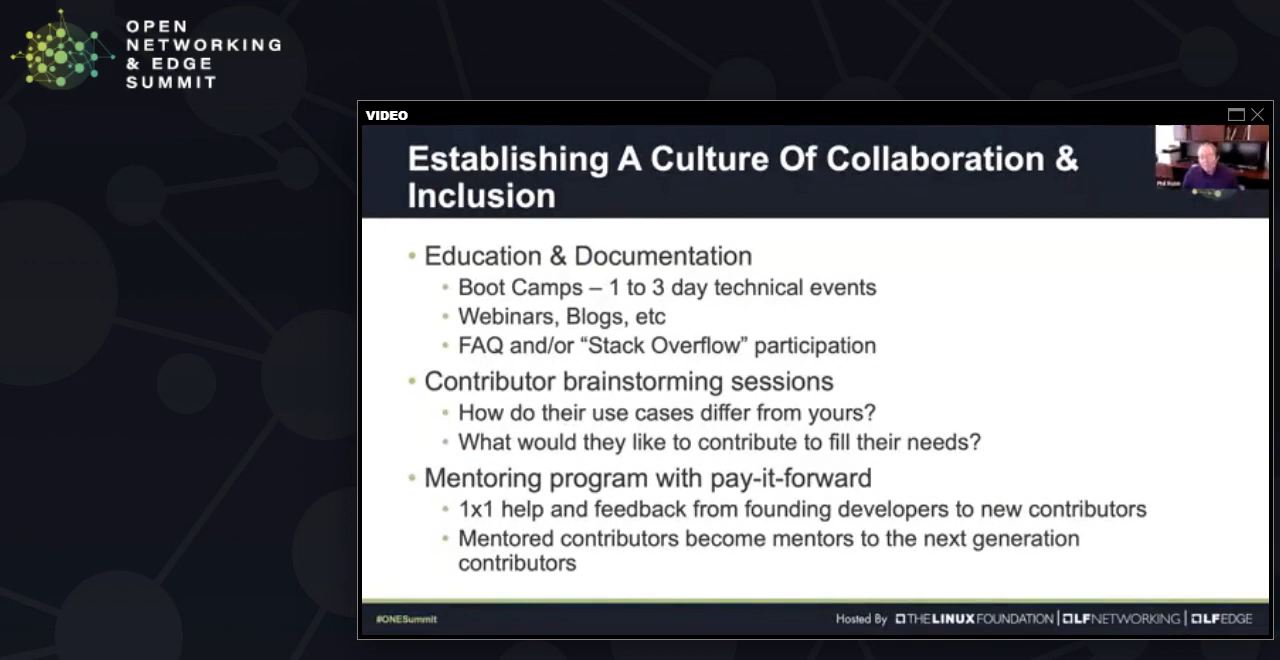 OPEN
NETWORKING
& EDGE
SUMMIT
VIDEO
Establishing A Culture Of Collaboration &
Inclusion
• Education & Documentation
• Boot Camps – 1 to 3 day technical events
• Webinars, Blogs, etc
• FAQ and/or “Stack Overflow” participation
• Contributor brainstorming sessions
• How do their use cases differ from yours?
• What would they like to contribute to fill their needs?
• Mentoring program with pay-it-forward
• 1x1 help and feedback from founding developers to new contributors
• Mentored contributors become mentors to the next generation
contributors
#ONESummit
Hosted By THE LINUX FOUNDATION | LF NETWORKING | LF EDGE